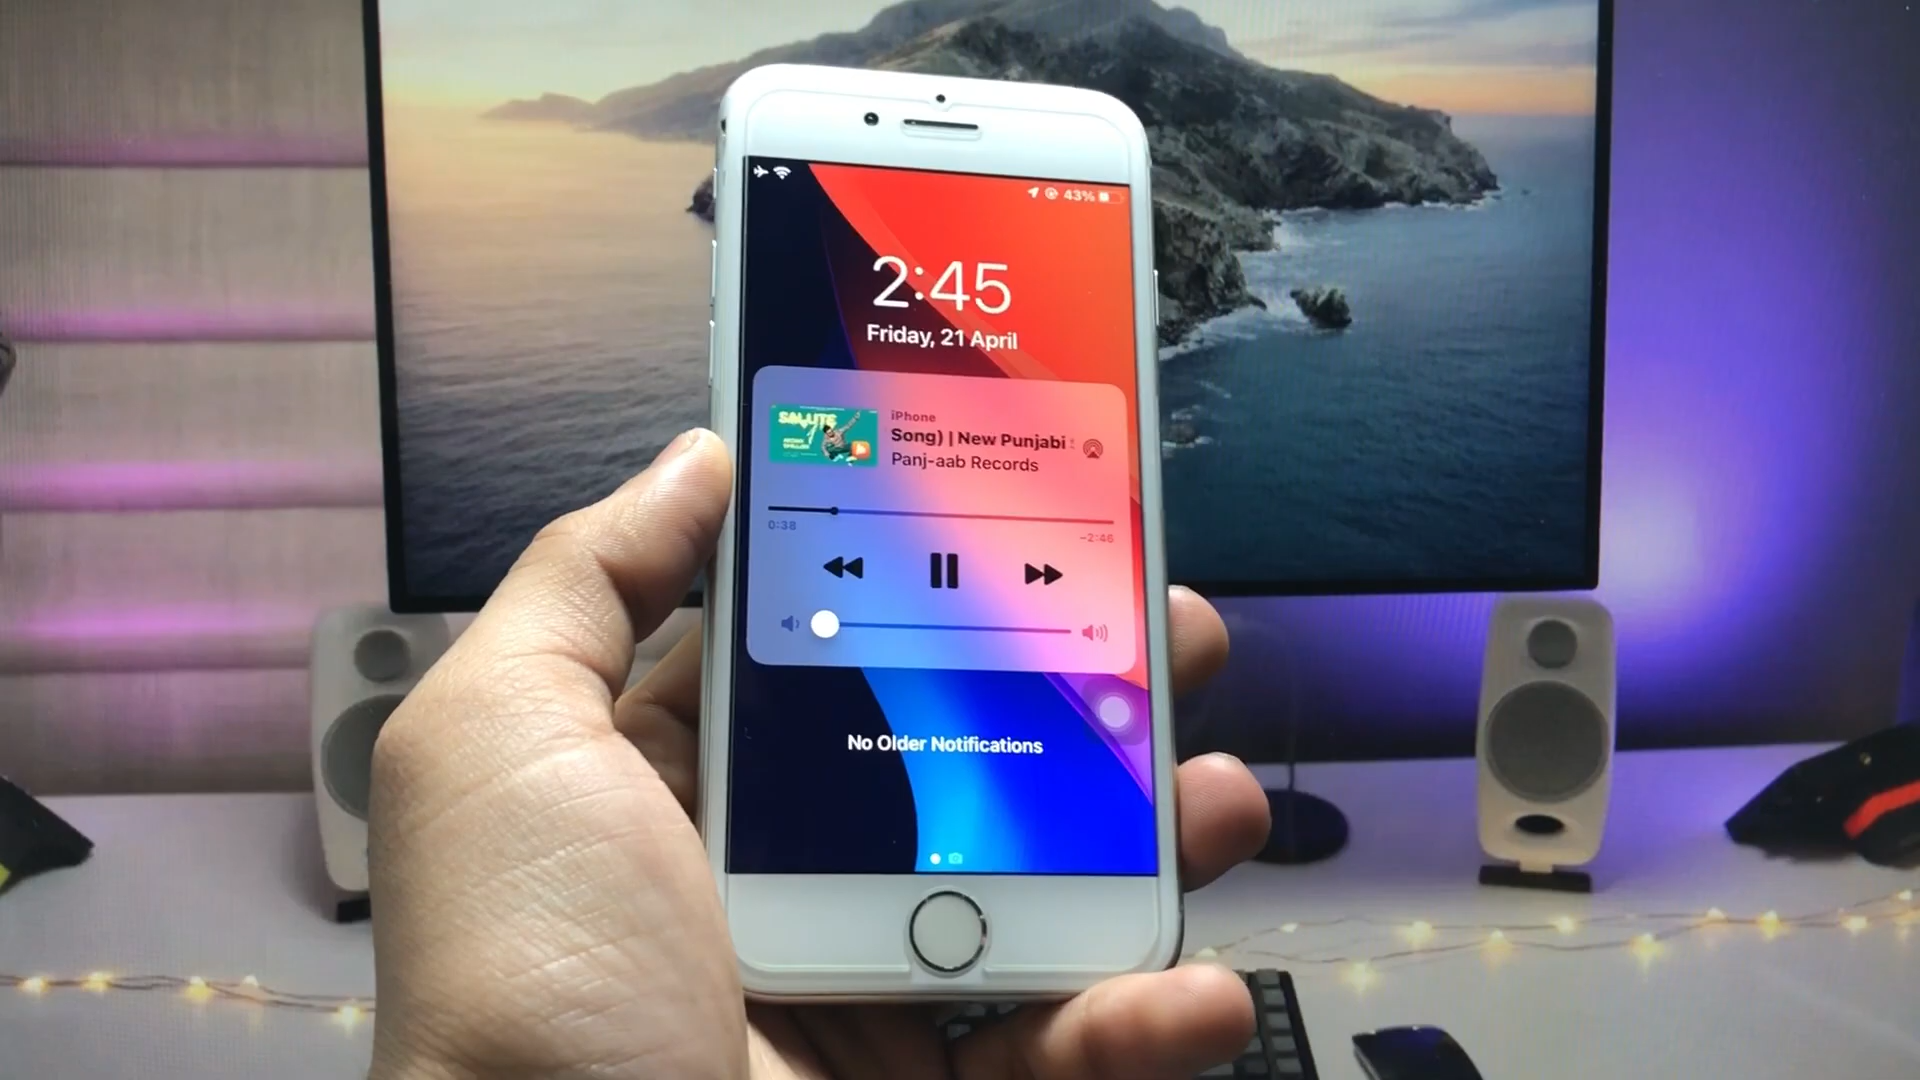 43%
2:45
Friday, 21 April
SALUTE
iPhone
Song) | New Punjabi
Panj-aab Records
0:38
-2:46
No Older Notifications